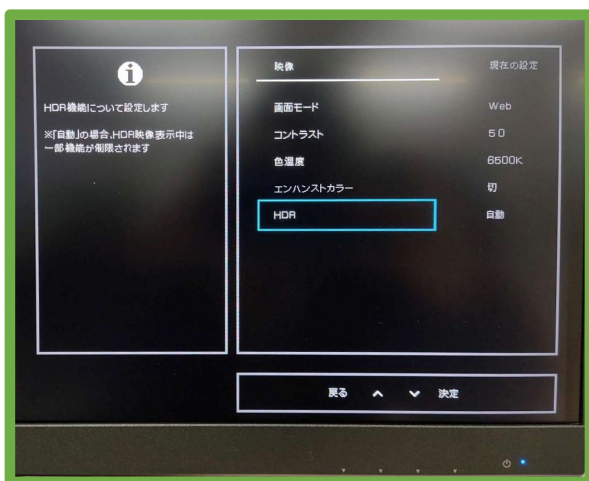 HDR機能について設定します
※「自動」の場合、HDR映像表示中は
一部機能が制限されます
映像 現在の設定
画面モード Web
コントラスト 50
色温度 6500K
エンハンストカラー 切
HDR 自動
戻る 決定